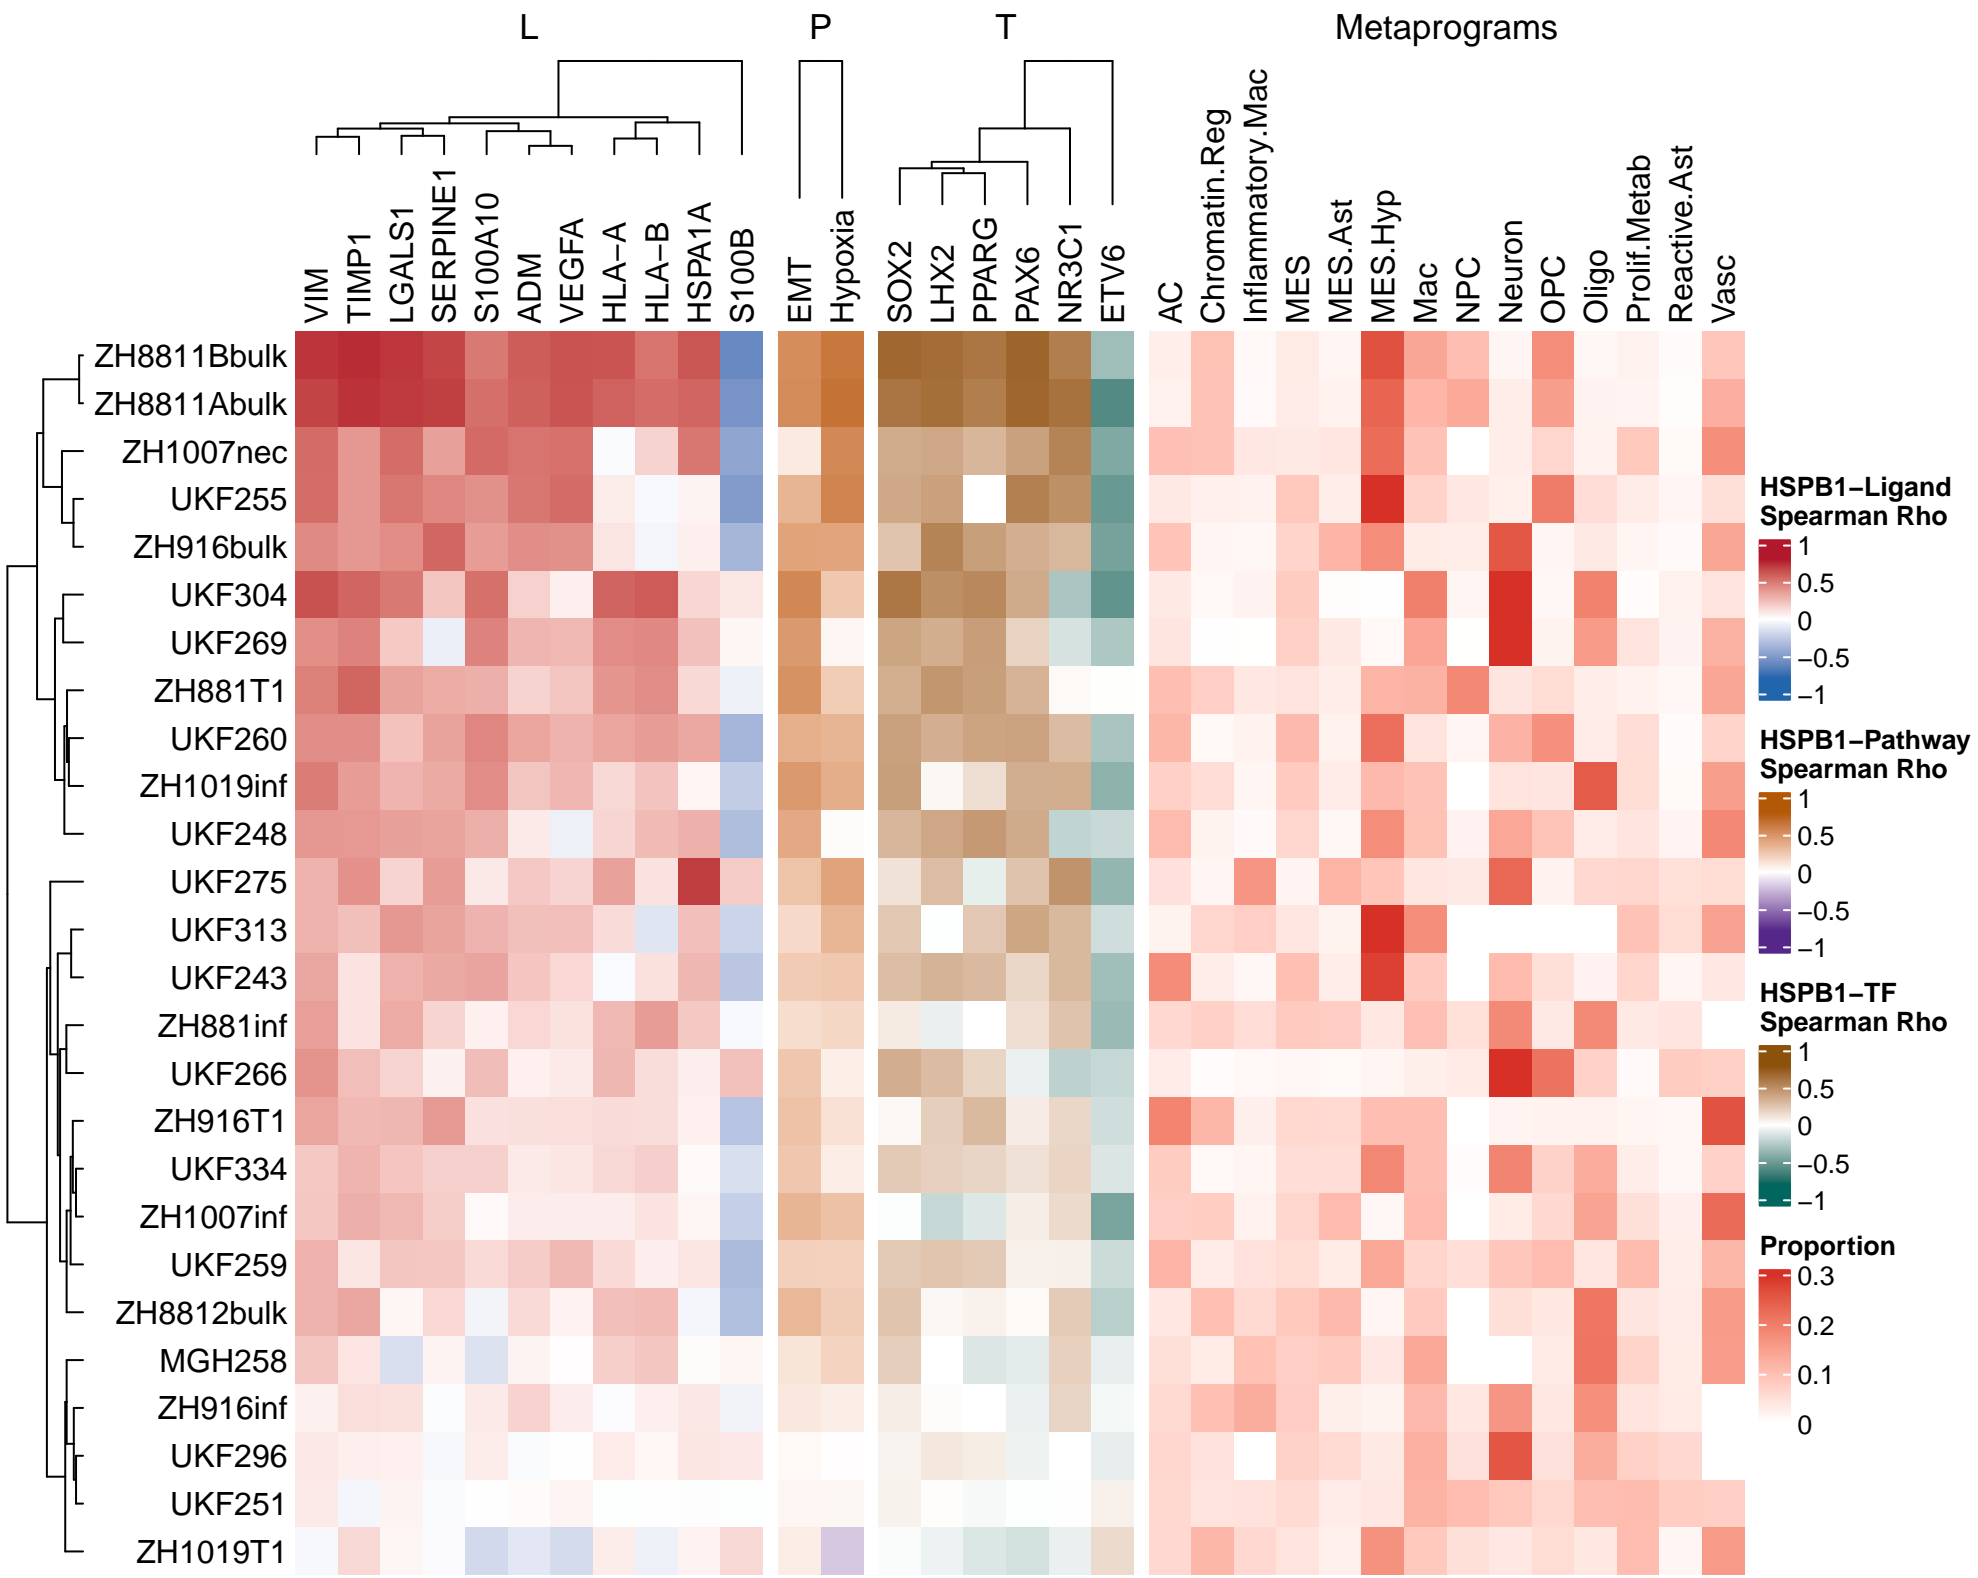 L P T Metaprograms
VIM
TIMP1
LGALS1
SERPINE1
S100A10
ADM
VEGFA
HLA−A
HLA−B
HSPA1A
S100B
EMT
Hypoxia
SOX2
LHX2
PPARG
PAX6
NR3C1
ETV6
AC
Chromatin.Reg
Inflammatory.Mac
MES
MES.Ast
MES.Hyp
Mac
NPC
Neuron
OPC
Oligo
Prolif.Metab
Reactive.Ast
Vasc
ZH8811Bbulk
ZH8811Abulk
ZH1007nec
UKF255
ZH916bulk
UKF304
UKF269
ZH881T1
UKF260
ZH1019inf
UKF248
UKF275
UKF313
UKF243
ZH881inf
UKF266
ZH916T1
UKF334
ZH1007inf
UKF259
ZH8812bulk
MGH258
ZH916inf
UKF296
UKF251
ZH1019T1
HSPB1−Ligand
Spearman Rho
1
0.5
0
−0.5
−1
HSPB1−Pathway
Spearman Rho
1
0.5
0
−0.5
−1
HSPB1−TF
Spearman Rho
1
0.5
0
−0.5
−1
Proportion
0.3
0.2
0.1
0